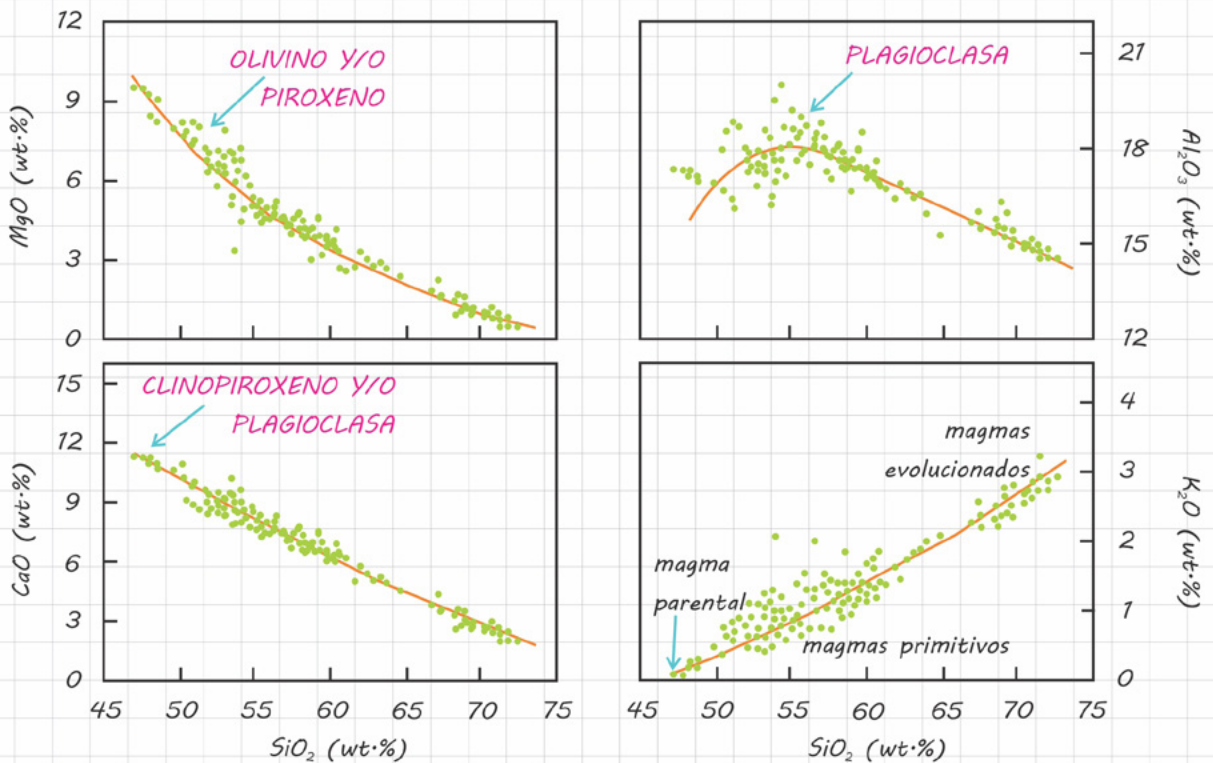 12
9
6
3
0
MgO (wt·%)
OLIVINO Y/O
PIROXENO
PLAGIOCLASA
21
18
15
12
Al₂O₃ (wt·%)
15
12
9
6
3
0
CaO (wt·%)
CLINOPIROXENO Y/O
PLAGIOCLASA
45 50 55 60 65 70 75
SiO₂ (wt·%)
magmas
evolucionados
magma
parental
magmas primitivos
4
3
2
1
0
K₂O (wt·%)
45 50 55 60 65 70 75
SiO₂ (wt·%)